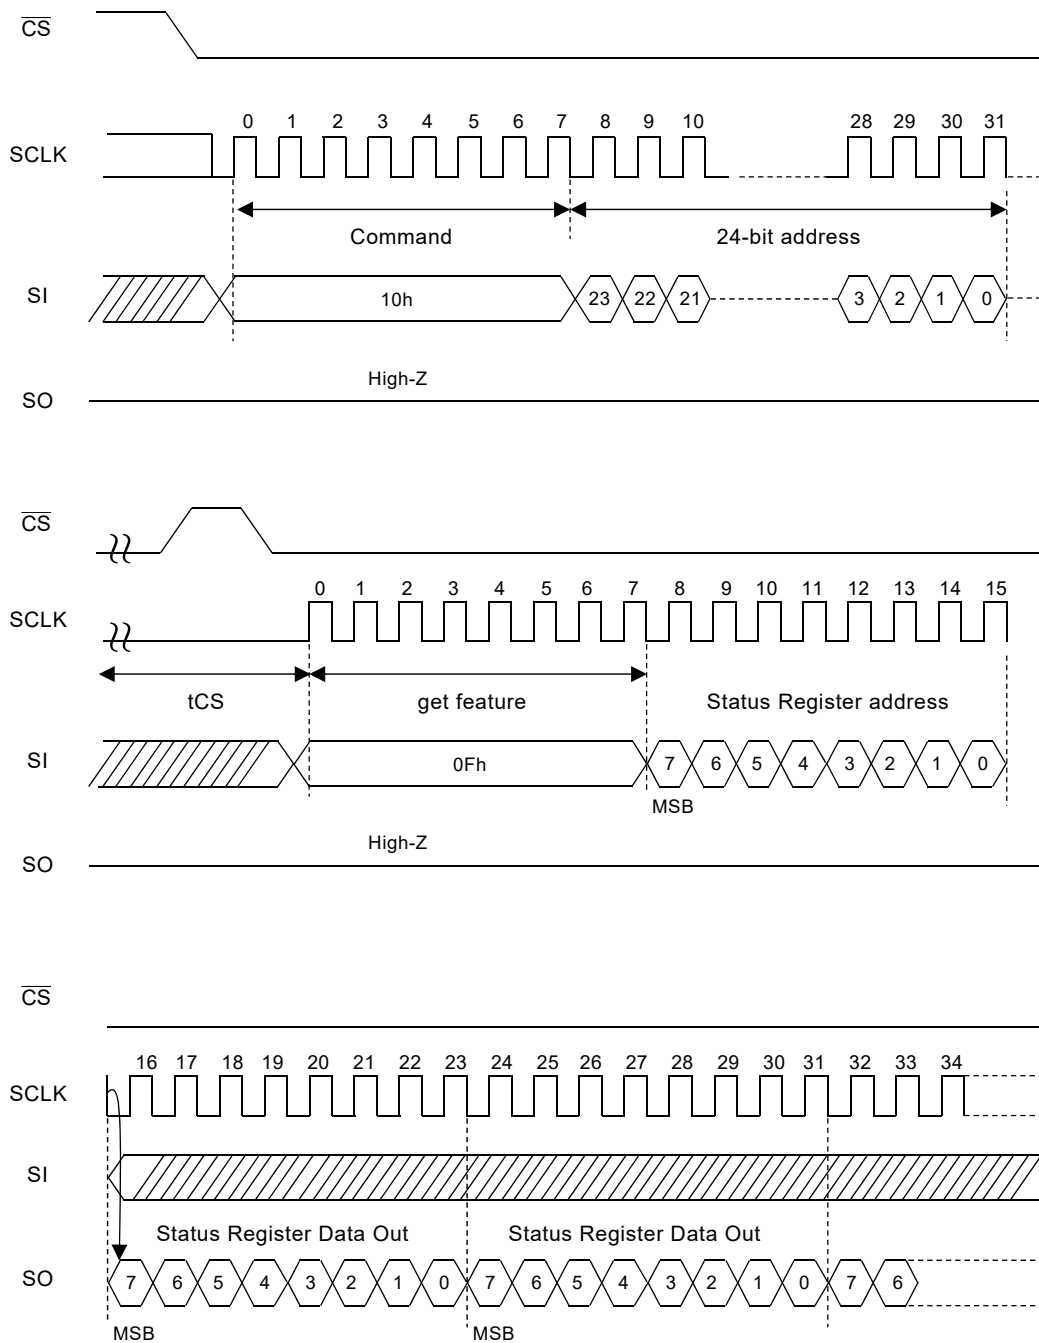 CS
0 1 2 3 4 5 6 7 8 9 10 28 29 30 31
SCLK
Command 24-bit address
SI 10h 23 22 21 3 2 1 0
High-Z
SO
CS
0 1 2 3 4 5 6 7 8 9 10 11 12 13 14 15
SCLK
tCS get feature Status Register address
SI 0Fh 7 6 5 4 3 2 1 0
MSB
High-Z
SO
CS
16 17 18 19 20 21 22 23 24 25 26 27 28 29 30 31 32 33 34
SCLK
SI
Status Register Data Out Status Register Data Out
SO 7 6 5 4 3 2 1 0 7 6 5 4 3 2 1 0 7 6
MSB MSB